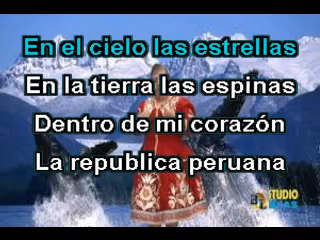 En el cielo las estrellas
En la tierra las espinas
Dentro de mi corazón
La republica peruana
STUDIO